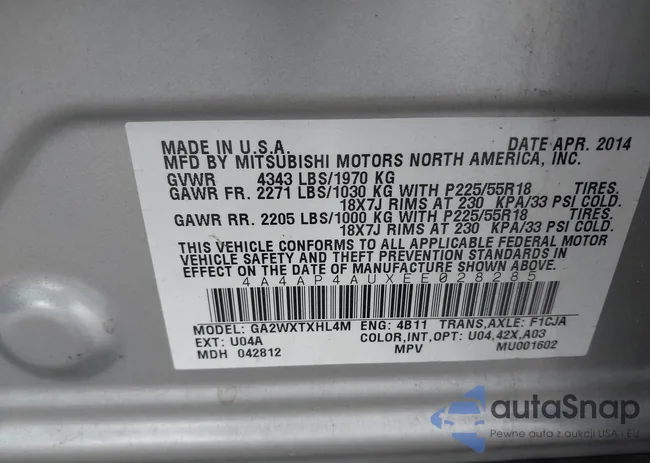 MADE IN U.S.A. DATE APR. 2014
MFD BY MITSUBISHI MOTORS NORTH AMERICA, INC.
GVWR 4343 LBS/1970 KG
GAWR FR. 2271 LBS/1030 KG WITH P225/55R18 TIRES.
18X7J RIMS AT 230 KPA/33 PSI COLD.
GAWR RR. 2205 LBS/1000 KG WITH P225/55R18 TIRES.
18X7J RIMS AT 230 KPA/33 PSI COLD.
THIS VEHICLE CONFORMS TO ALL APPLICABLE FEDERAL MOTOR
VEHICLE SAFETY AND THEFT PREVENTION STANDARDS IN
EFFECT ON THE DATE OF MANUFACTURE SHOWN ABOVE.
4A4AP4AUXEE028285
MODEL: GA2WXTXHL4M ENG: 4B11 TRANS,AXLE: F1CJA
EXT: U04A COLOR,INT,OPT: U04,42X,A03
MDH 042812 MPV MU001602
autaSnap
Pewne auta z aukcji USA - EU